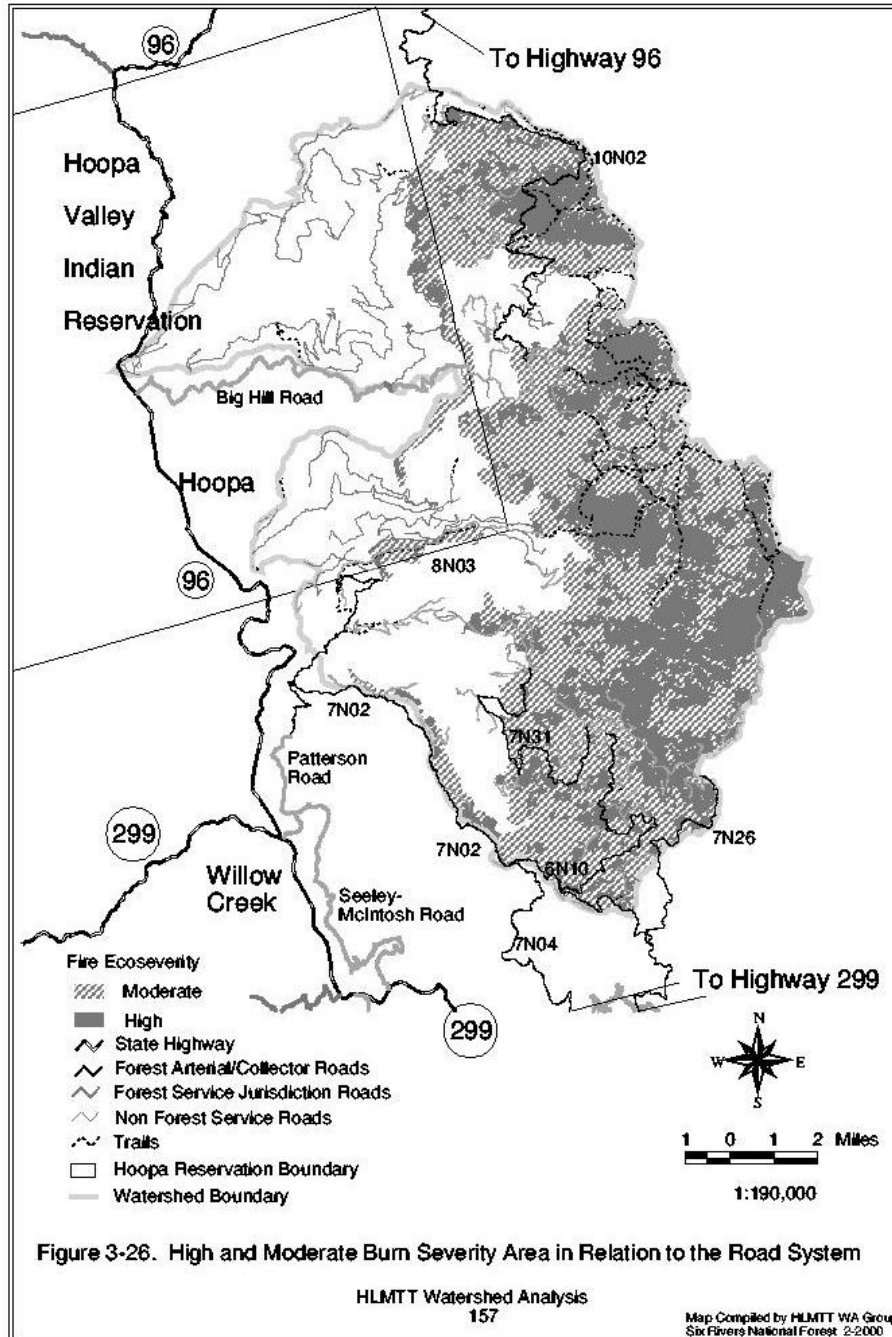 96
To Highway 96
10N02
Hoopa
Valley
Indian
Reservation
Big Hill Road
Hoopa
96
8N03
7N02
7N31
Patterson
Road
299
7N02
6N10
7N26
Willow
Creek
Seeley-
McIntosh Road
7N04
To Highway 299
299
Fire Ecoseverity
Moderate
High
State Highway
Forest Arterial/Collector Roads
Forest Service Jurisdiction Roads
Non Forest Service Roads
Trails
Hoopa Reservation Boundary
Watershed Boundary
N
W
E
S
1 0 1 2 Miles
1:190,000
Figure 3-26. High and Moderate Burn Severity Area in Relation to the Road System
HLMTT Watershed Analysis
157
Map Compiled by HLMTT WA Grou
Six Rivers National Forest 2-2000